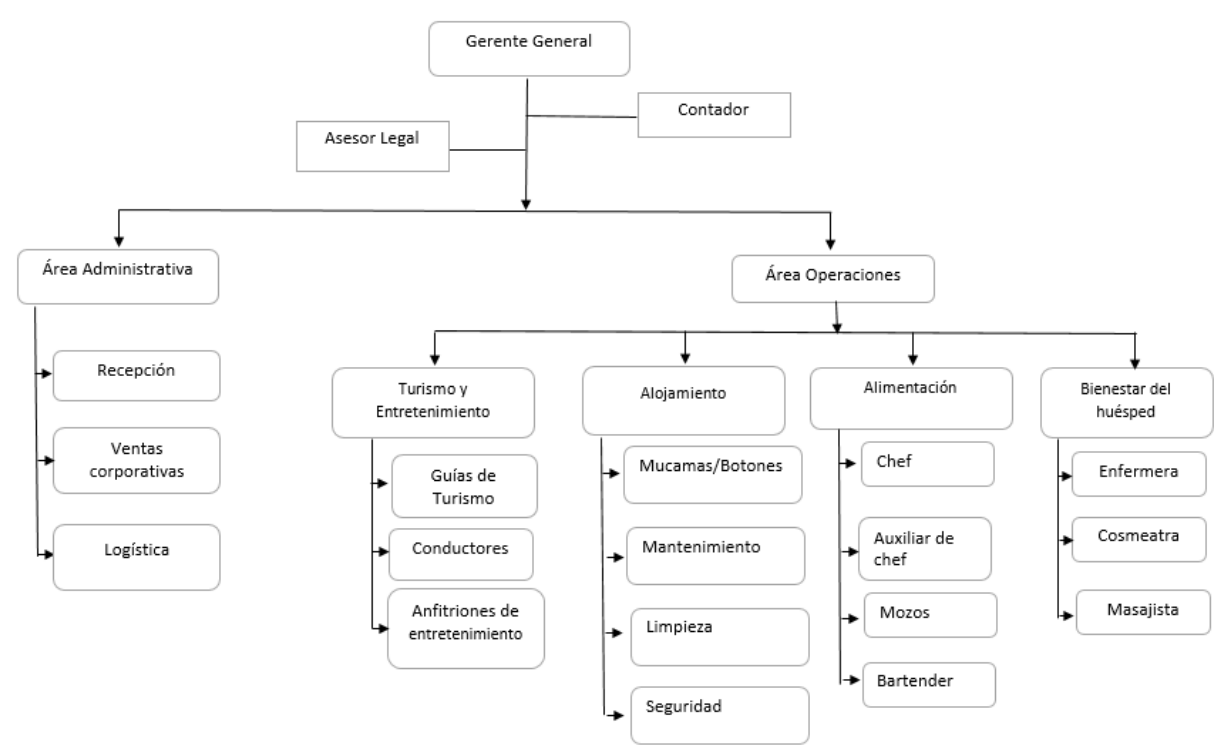 Gerente General
Contador
Asesor Legal
Área Administrativa
Área Operaciones
Recepción
Ventas
corporativas
Logística
Turismo y
Entretenimiento
Guías de
Turismo
Conductores
Anfitriones de
entretenimiento
Alojamiento
Mucamas/Botones
Mantenimiento
Limpieza
Seguridad
Alimentación
Chef
Auxiliar de
chef
Mozos
Bartender
Bienestar del
huésped
Enfermera
Cosmeatra
Masajista